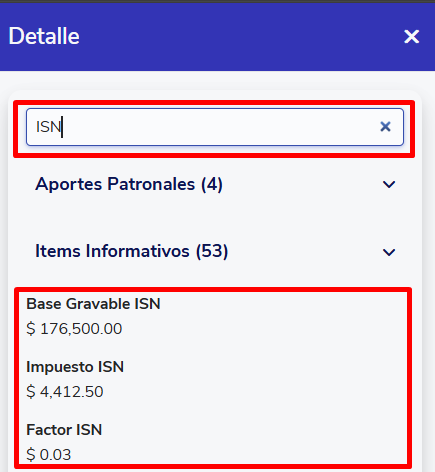 Detalle
ISN
Aportes Patronales (4)
Items Informativos (53)
Base Gravable ISN
$ 176,500.00
Impuesto ISN
$ 4,412.50
Factor ISN
$ 0.03